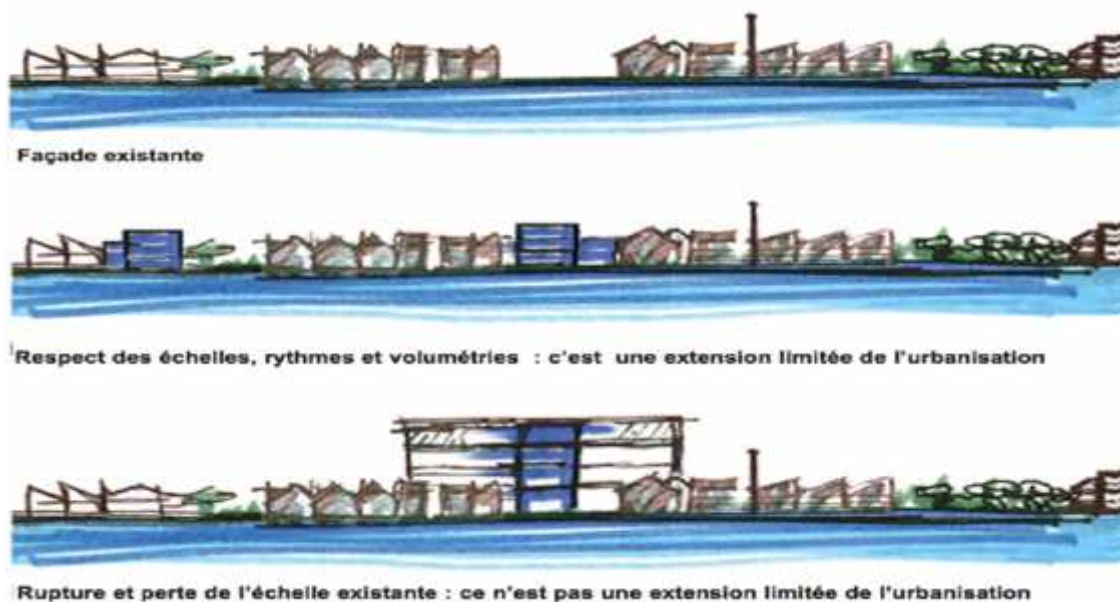 Façade existante
Respect des échelles, rythmes et volumétries : c'est une extension limitée de l'urbanisation
Rupture et perte de l'échelle existante : ce n'est pas une extension limitée de l'urbanisation